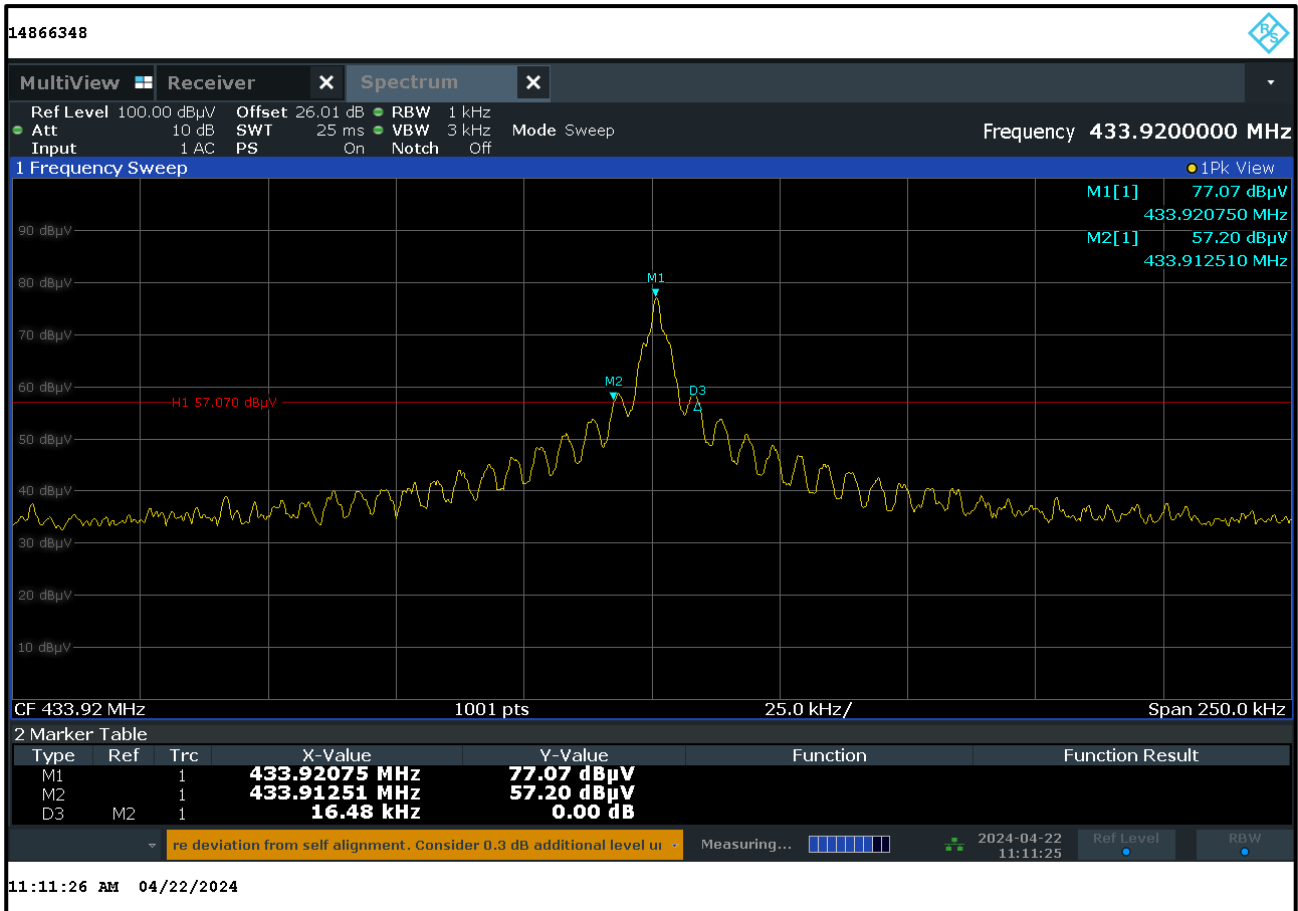 14866348
R&S
MultiView Receiver X Spectrum X
Ref Level 100.00 dBµV Offset 26.01 dB RBW 1 kHz
Att 10 dB SWT 25 ms VBW 3 kHz Mode Sweep
Input 1 AC PS On Notch Off
Frequency 433.9200000 MHz
1 Frequency Sweep 1Pk View
M1[1] 77.07 dBµV
433.920750 MHz
M2[1] 57.20 dBµV
433.912510 MHz
90 dBµV
80 dBµV
70 dBµV
60 dBµV
50 dBµV
40 dBµV
30 dBµV
20 dBµV
10 dBµV
M1
M2
D3
H1 57.070 dBµV
CF 433.92 MHz 1001 pts 25.0 kHz/ Span 250.0 kHz
2 Marker Table
Type Ref Trc X-Value Y-Value Function Function Result
M1 1 433.92075 MHz 77.07 dBµV
M2 1 433.91251 MHz 57.20 dBµV
D3 M2 1 16.48 kHz 0.00 dB
re deviation from self alignment. Consider 0.3 dB additional level u
Measuring...
2024-04-22
11:11:25
Ref Level
RBW
11:11:26 AM 04/22/2024